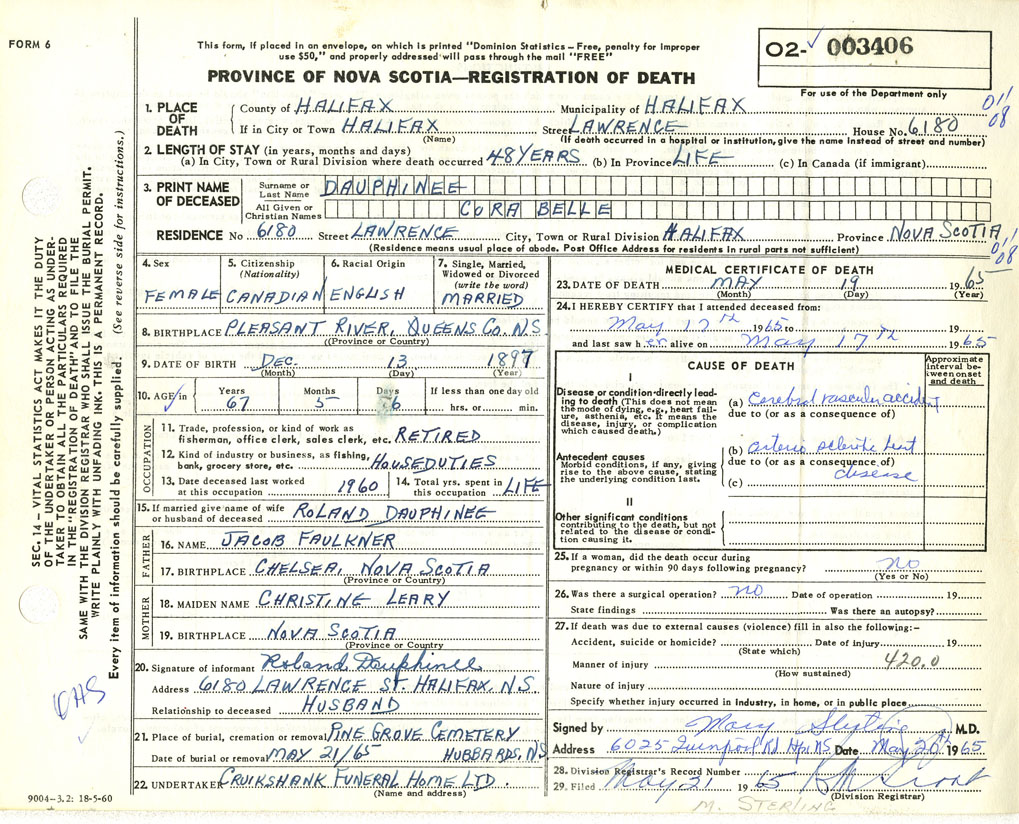 FORM 6
This form, if placed in an envelope, on which is printed "Dominion Statistics – Free, penalty for improper
use $50," and properly addressed will pass through the mail "FREE"
PROVINCE OF NOVA SCOTIA—REGISTRATION OF DEATH
O2- 003406
For use of the Department only
1. PLACE OF DEATH
County of HALIFAX Municipality of HALIFAX
011
08
If in City or Town HALIFAX Street LAWRENCE House No. 6180
(Name) (If death occurred in a hospital or institution, give the name instead of street and number)
2. LENGTH OF STAY (in years, months and days)
(a) In City, Town or Rural Division where death occurred 48 YEARS (b) In Province LIFE (c) In Canada (if immigrant)
3. PRINT NAME OF DECEASED
Surname or Last Name DAUPHINEE
All Given or Christian Names CORA BELLE
RESIDENCE No 6180 Street LAWRENCE City, Town or Rural Division HALIFAX Province NOVA SCOTIA
(Residence means usual place of abode. Post Office Address for residents in rural parts not sufficient)
011
08
4. Sex
FEMALE
5. Citizenship
(Nationality)
CANADIAN
6. Racial Origin
ENGLISH
7. Single, Married,
Widowed or Divorced
(write the word)
MARRIED
8. BIRTHPLACE PLEASANT RIVER, QUEENS CO. N.S.
(Province or Country)
9. DATE OF BIRTH DEC. 13 1897
(Month) (Day) (Year)
10. AGE in
Years Months Days If less than one day old
67 5 6 hrs. or min.
OCCUPATION
11. Trade, profession, or kind of work as
fisherman, office clerk, sales clerk, etc. RETIRED
12. Kind of industry or business, as fishing,
bank, grocery store, etc. HOUSEDUTIES
13. Date deceased last worked
at this occupation 1960
14. Total yrs. spent in
this occupation LIFE
15. If married give name of wife
or husband of deceased ROLAND DAUPHINEE
FATHER
16. NAME JACOB FAULKNER
17. BIRTHPLACE CHELSEA, NOVA SCOTIA
(Province or Country)
MOTHER
18. MAIDEN NAME CHRISTINE LEARY
19. BIRTHPLACE NOVA SCOTIA
(Province or Country
20. Signature of informant Roland Dauphinee
Address 6180 LAWRENCE ST. HALIFAX, N.S.
Relationship to deceased HUSBAND
21. Place of burial, cremation or removal PINE GROVE CEMETERY
Date of burial or removal MAY 21/65 HUBBARDS, NS
22. UNDERTAKER CRUIKSHANK FUNERAL HOME LTD.
(Name and address)
MEDICAL CERTIFICATE OF DEATH
23. DATE OF DEATH MAY 19 1965
(Month) (Day) (Year)
24. I HEREBY CERTIFY that I attended deceased from:
May 17th 1965 to 19
and last saw her alive on May 17th 1965
CAUSE OF DEATH
Approximate
interval be-
tween onset
and death
I
Disease or condition directly lead-
ing to death (This does not mean
the mode of dying, e.g., heart fail-
ure, asthenia, etc. It means the
disease, injury, or complication
which caused death.)
(a) Cerebral vascular accident
due to (or as a consequence of)
Antecedent causes
Morbid conditions, if any, giving
rise to the above cause, stating
the underlying condition last.
(b) arterio sclerotic heart
due to (or as a consequence of)
(c) disease
II
Other significant conditions
contributing to the death, but not
related to the disease or condi-
tion causing it.
25. If a woman, did the death occur during
pregnancy or within 90 days following pregnancy? no
(Yes or No)
26. Was there a surgical operation? no Date of operation 19
State findings Was there an autopsy?
27. If death was due to external causes (violence) fill in also the following:–
Accident, suicide or homicide? Date of injury 19
(State which)
Manner of injury 420.0
(How sustained)
Nature of injury
Specify whether injury occurred in industry, in home, or in public place
Signed by Mary M.D.
Address 6025 Quinpool Rd Hfx NS Date May 20th 1965
28. Division Registrar's Record Number
29. Filed May 21 1965
(Division Registrar)
M. STERLING
SEC. 14 – VITAL STATISTICS ACT MAKES IT THE DUTY
OF THE UNDERTAKER OR PERSON ACTING AS UNDER-
TAKER TO OBTAIN ALL THE PARTICULARS REQUIRED
IN THE "REGISTRATION OF DEATH" AND TO FILE THE
SAME WITH THE DIVISION REGISTRAR WHO SHALL ISSUE THE BURIAL PERMIT.
WRITE PLAINLY WITH UNFADING INK. THIS IS A PERMANENT RECORD.
Every item of information should be carefully supplied. (See reverse side for instructions.)
9004–3.2: 18-5-60